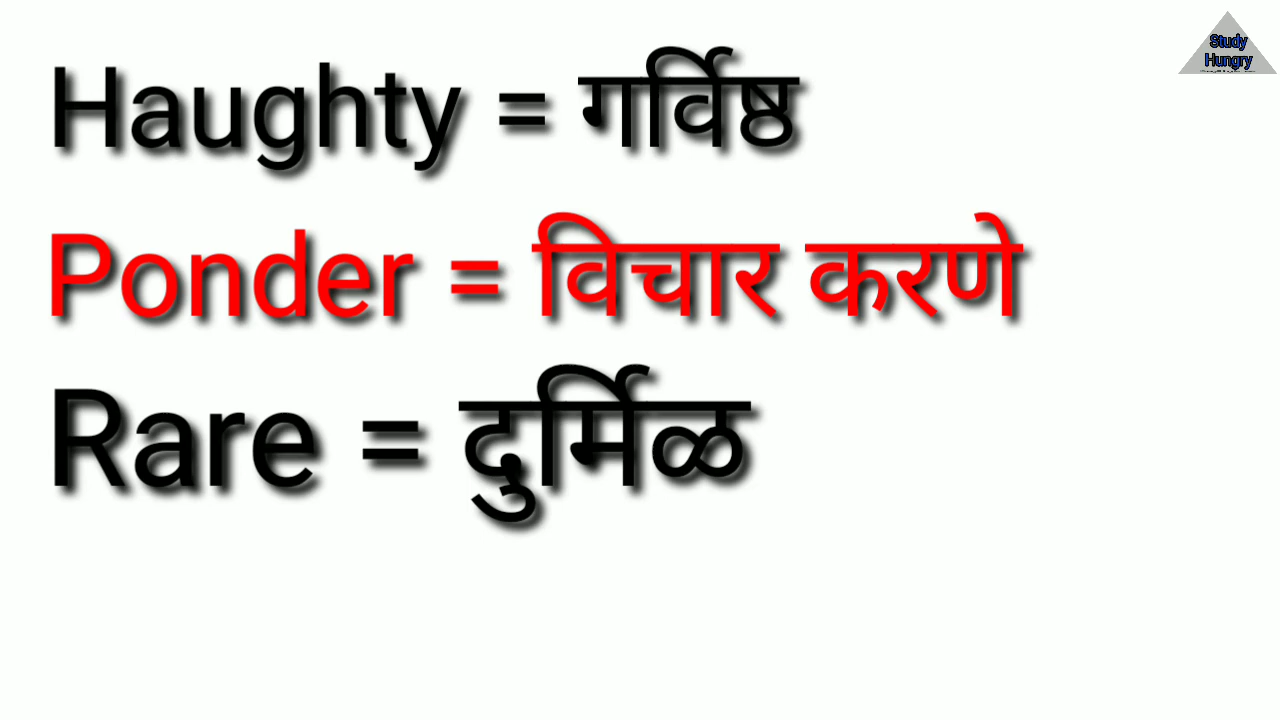 Haughty = गर्विष्ठ
Ponder = विचार करणे
Rare = दुर्मिळ
Study
Hungry